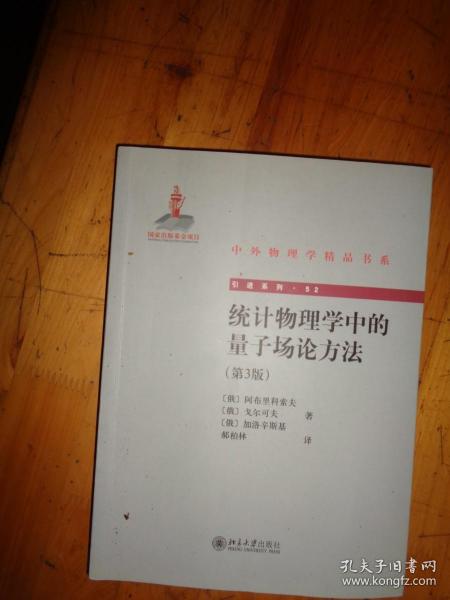 国家出版基金项目
中外物理学精品书系
引进系列·52
统计物理学中的
量子场论方法
(第3版)
〔俄〕阿布里科索夫
〔俄〕戈尔可夫 著
〔俄〕加洛辛斯基
郝柏林 译
北京大学出版社
PEKING UNIVERSITY PRESS
孔夫子旧书网
www.kongfz.com